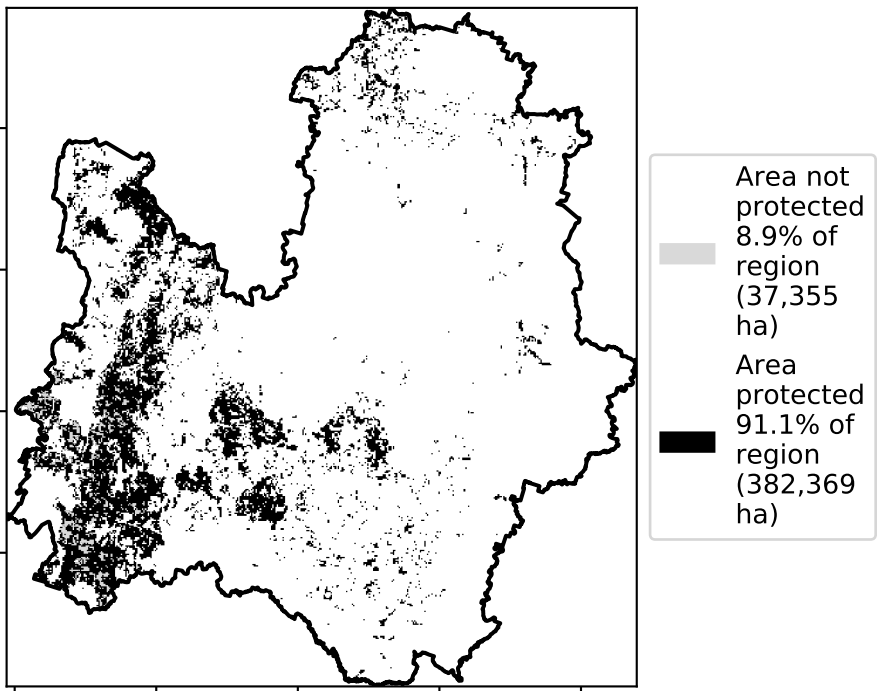 Area not
protected
8.9% of
region
(37,355
ha)
Area
protected
91.1% of
region
(382,369
ha)